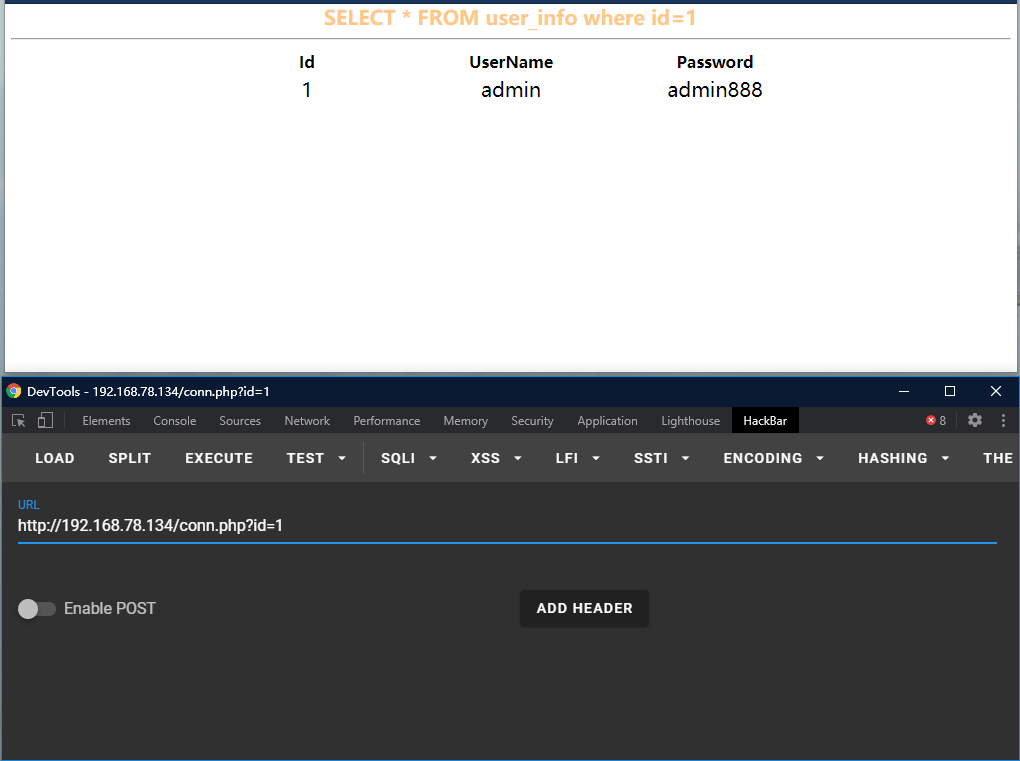 SELECT * FROM user_info where id=1
Id UserName Password
1 admin admin888
DevTools - 192.168.78.134/conn.php?id=1
Elements Console Sources Network Performance Memory Security Application Lighthouse HackBar 8
LOAD SPLIT EXECUTE TEST SQLI XSS LFI SSTI ENCODING HASHING THE
URL
http://192.168.78.134/conn.php?id=1
Enable POST ADD HEADER